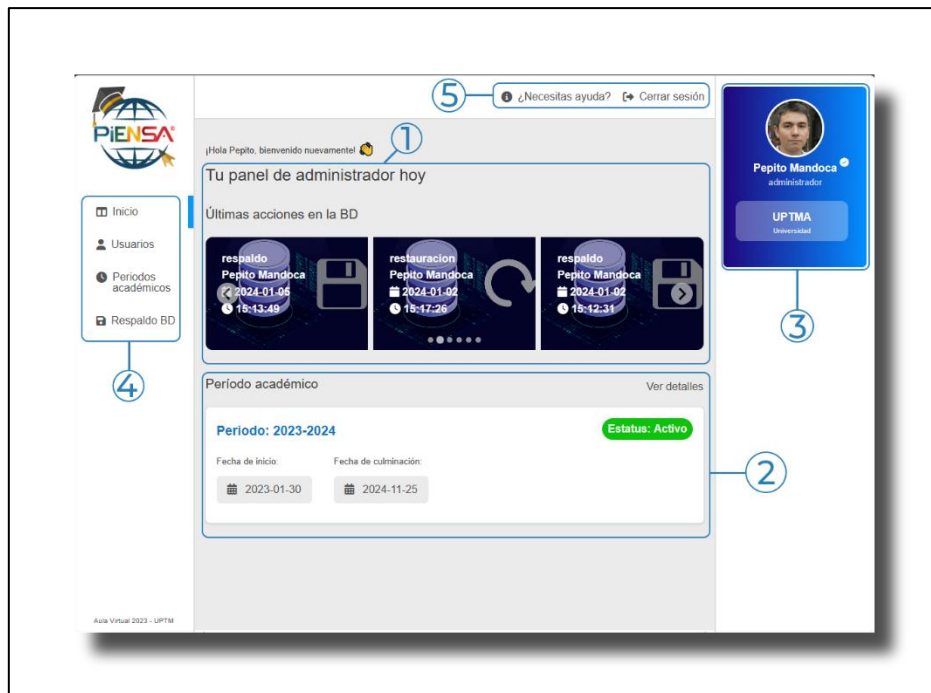 PiENSA
⑤
¿Necesitas ayuda? Cerrar sesión
¡Hola Pepito, bienvenido nuevamente!
①
Tu panel de administrador hoy
Últimas acciones en la BD
respaldo
Pepito Mandoca
2024-01-06
15:13:49
restauracion
Pepito Mandoca
2024-01-02
15:17:26
respaldo
Pepito Mandoca
2024-01-02
15:12:31
Inicio
Usuarios
Periodos
académicos
Respaldo BD
④
Período académico
Ver detalles
Periodo: 2023-2024
Estatus: Activo
Fecha de inicio:
Fecha de culminación:
2023-01-30
2024-11-25
②
Pepito Mandoca
administrador
UPTMA
Universidad
③
Aula Virtual 2023 - UPTM